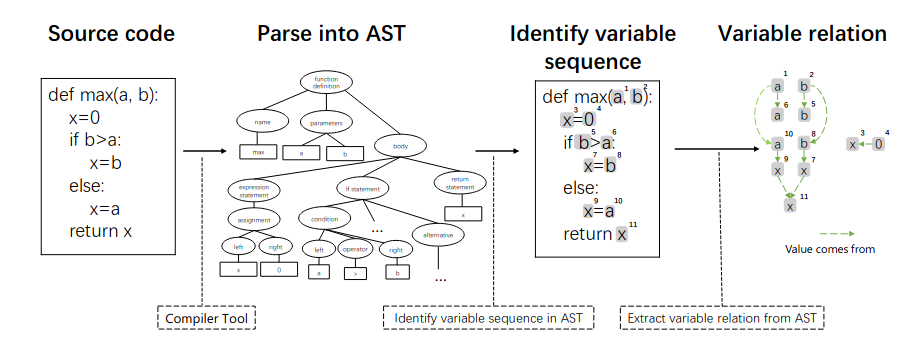 Source code
Parse into AST
Identify variable
sequence
Variable relation
def max(a, b):
x=0
if b>a:
x=b
else:
x=a
return x
function
definition
name
parameters
body
max
a
b
expression
statement
if statement
return
statement
x
assignment
condition
...
alternative
left
right
left
operator
right
x
0
a
>
b
...
def max(a, b):
1 2
x=0
3 4
if b>a:
5 6
x=b
7 8
else:
x=a
9 10
return x
11
1 2
a b
6 5
a b
10 8 3 4
a b x 0
9 7
x x
11
x
Value comes from
Compiler Tool
Identify variable sequence in AST
Extract variable relation from AST